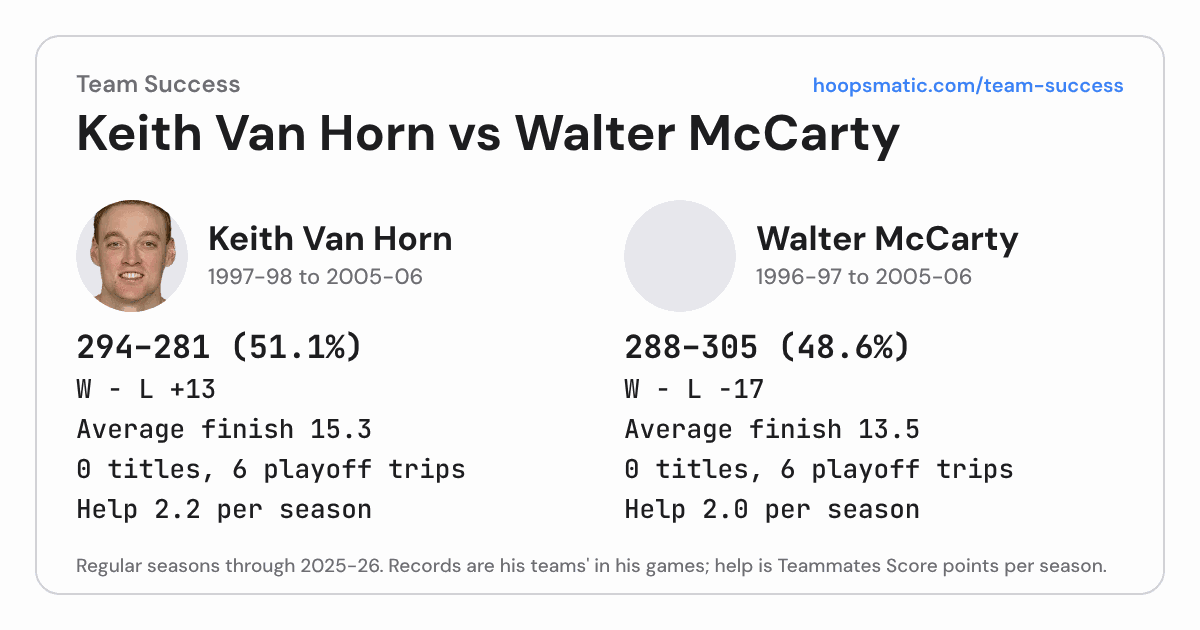 Team Success
hoopsmatic.com/team-success
Keith Van Horn vs Walter McCarty
Keith Van Horn
1997-98 to 2005-06
294-281 (51.1%)
W - L +13
Average finish 15.3
0 titles, 6 playoff trips
Help 2.2 per season
Walter McCarty
1996-97 to 2005-06
288-305 (48.6%)
W - L -17
Average finish 13.5
0 titles, 6 playoff trips
Help 2.0 per season
Regular seasons through 2025-26. Records are his teams' in his games; help is Teammates Score points per season.